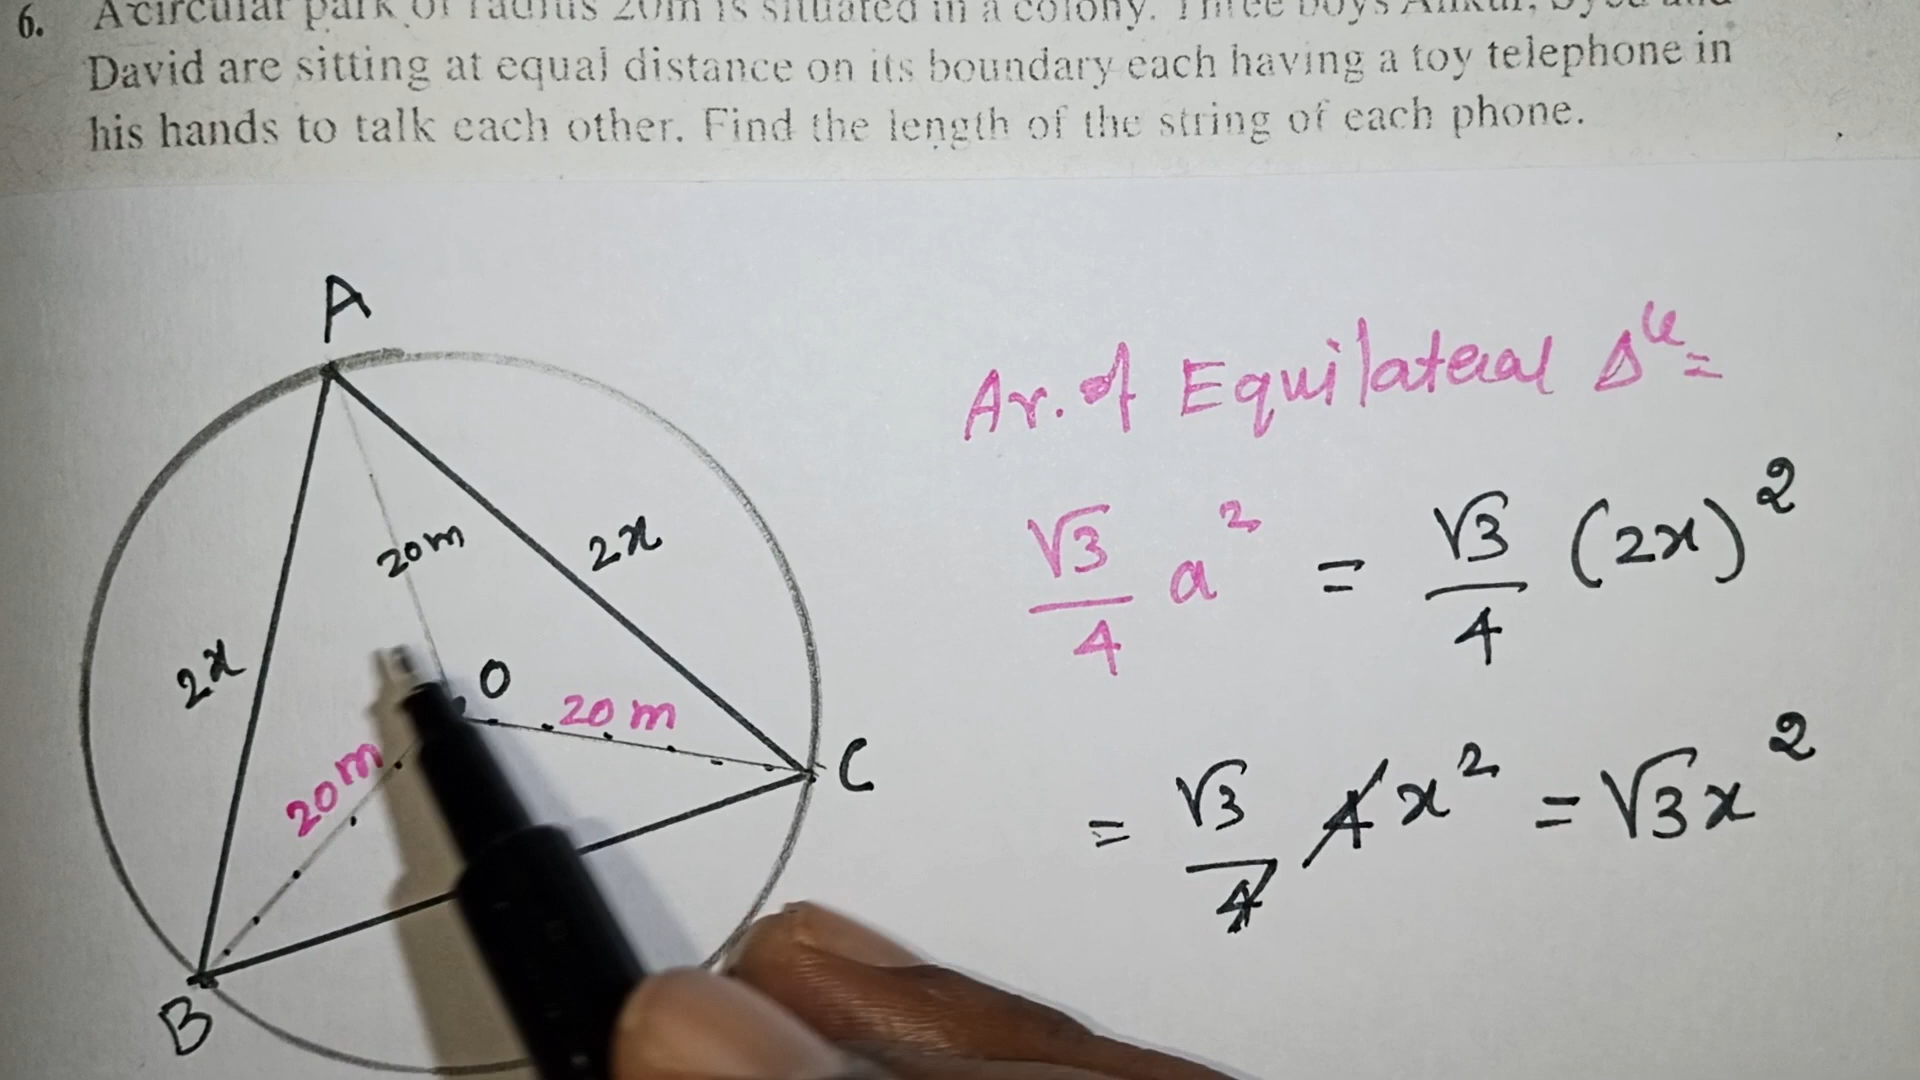 6. A circular park of radius 20m is situated in a colony. Three boys Ankur, Syed and
David are sitting at equal distance on its boundary each having a toy telephone in
his hands to talk each other. Find the length of the string of each phone.
A
Ar. of Equilateral Δle =
20m
2x
√3/4 a² = √3/4 (2x)²
2x
O
20m
20m
C
= √3/4 4x² = √3x²
B